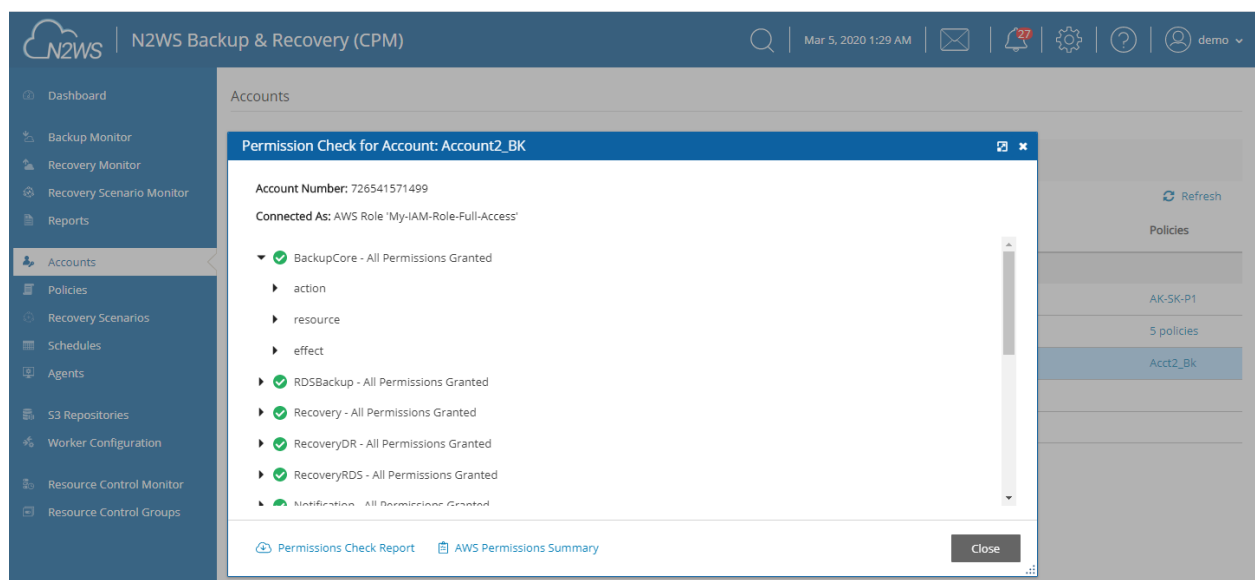 N2WS
N2WS Backup & Recovery (CPM)
Mar 5, 2020 1:29 AM
27
?
demo
Dashboard
Accounts
Backup Monitor
Recovery Monitor
Recovery Scenario Monitor
Reports
Accounts
Policies
Recovery Scenarios
Schedules
Agents
S3 Repositories
Worker Configuration
Resource Control Monitor
Resource Control Groups
Permission Check for Account: Account2_BK
Account Number: 726541571499
Connected As: AWS Role 'My-IAM-Role-Full-Access'
BackupCore - All Permissions Granted
action
resource
effect
RDSBackup - All Permissions Granted
Recovery - All Permissions Granted
RecoveryDR - All Permissions Granted
RecoveryRDS - All Permissions Granted
Notification - All Permissions Granted
Permissions Check Report
AWS Permissions Summary
Close
Refresh
Policies
AK-SK-P1
5 policies
Acct2_Bk